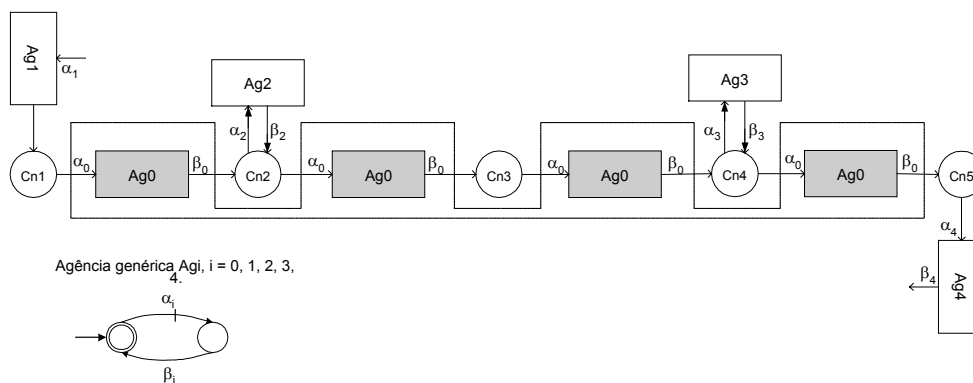 Ag1
α1
Ag2
Ag3
α2
β2
α3
β3
Cn1
α0
Ag0
β0
Cn2
α0
Ag0
β0
Cn3
α0
Ag0
β0
Cn4
α0
Ag0
β0
Cn5
α4
β4
Ag4
Agência genérica Agi, i = 0, 1, 2, 3,
4.
αi
βi